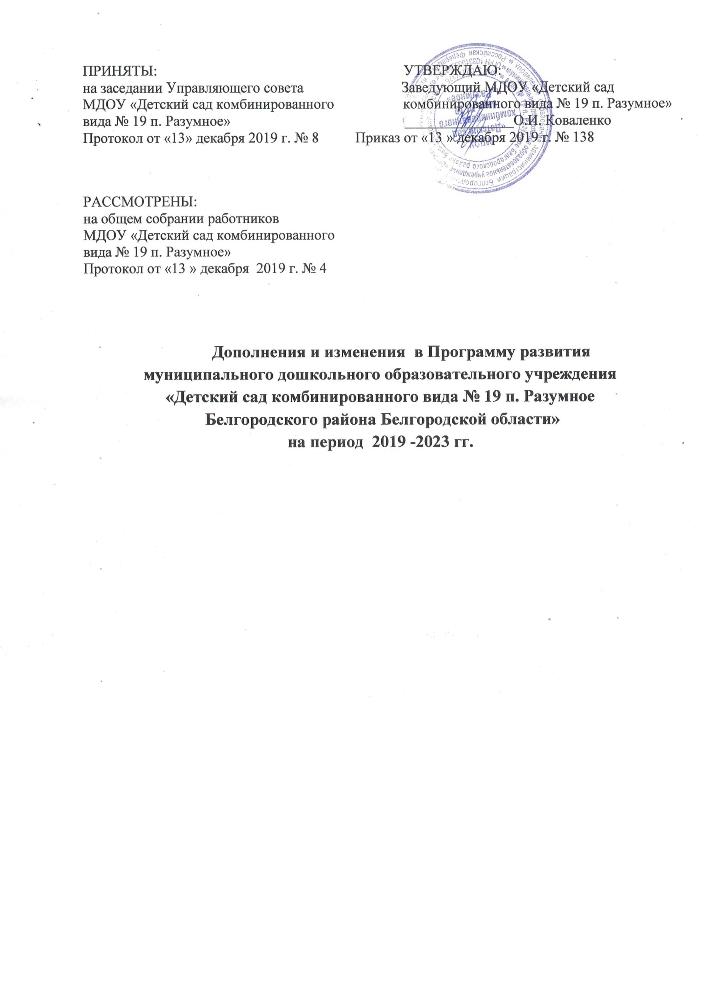 ПРИНЯТЫ:
на заседании Управляющего совета
МДОУ «Детский сад комбинированного
вида № 19 п. Разумное»
Протокол от «13» декабря 2019 г. № 8
УТВЕРЖДАЮ:
Заведующий МДОУ «Детский сад
комбинированного вида № 19 п. Разумное»
О.И. Коваленко
Приказ от «13 » декабря 2019 г. № 138
РАССМОТРЕНЫ:
на общем собрании работников
МДОУ «Детский сад комбинированного
вида № 19 п. Разумное»
Протокол от «13 » декабря 2019 г. № 4
Дополнения и изменения в Программу развития
муниципального дошкольного образовательного учреждения
«Детский сад комбинированного вида № 19 п. Разумное
Белгородского района Белгородской области»
на период 2019 -2023 гг.